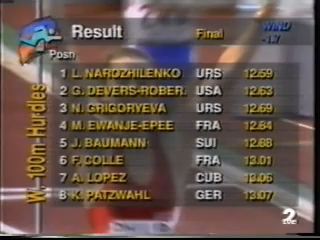 Result Final WIND
-1.7
Posn
W. 100m-Hurdles
1 L. NAROZHILENKO URS 12.59
2 G. DEVERS-ROBER. USA 12.63
3 N. GRIGORYEVA URS 12.69
4 M. EWANJE-EPEE FRA 12.84
5 J. BAUMANN SUI 12.88
6 F. COLLE FRA 13.01
7 A. LOPEZ CUB 13.06
8 K. PATZWAHL GER 13.07
2
tve